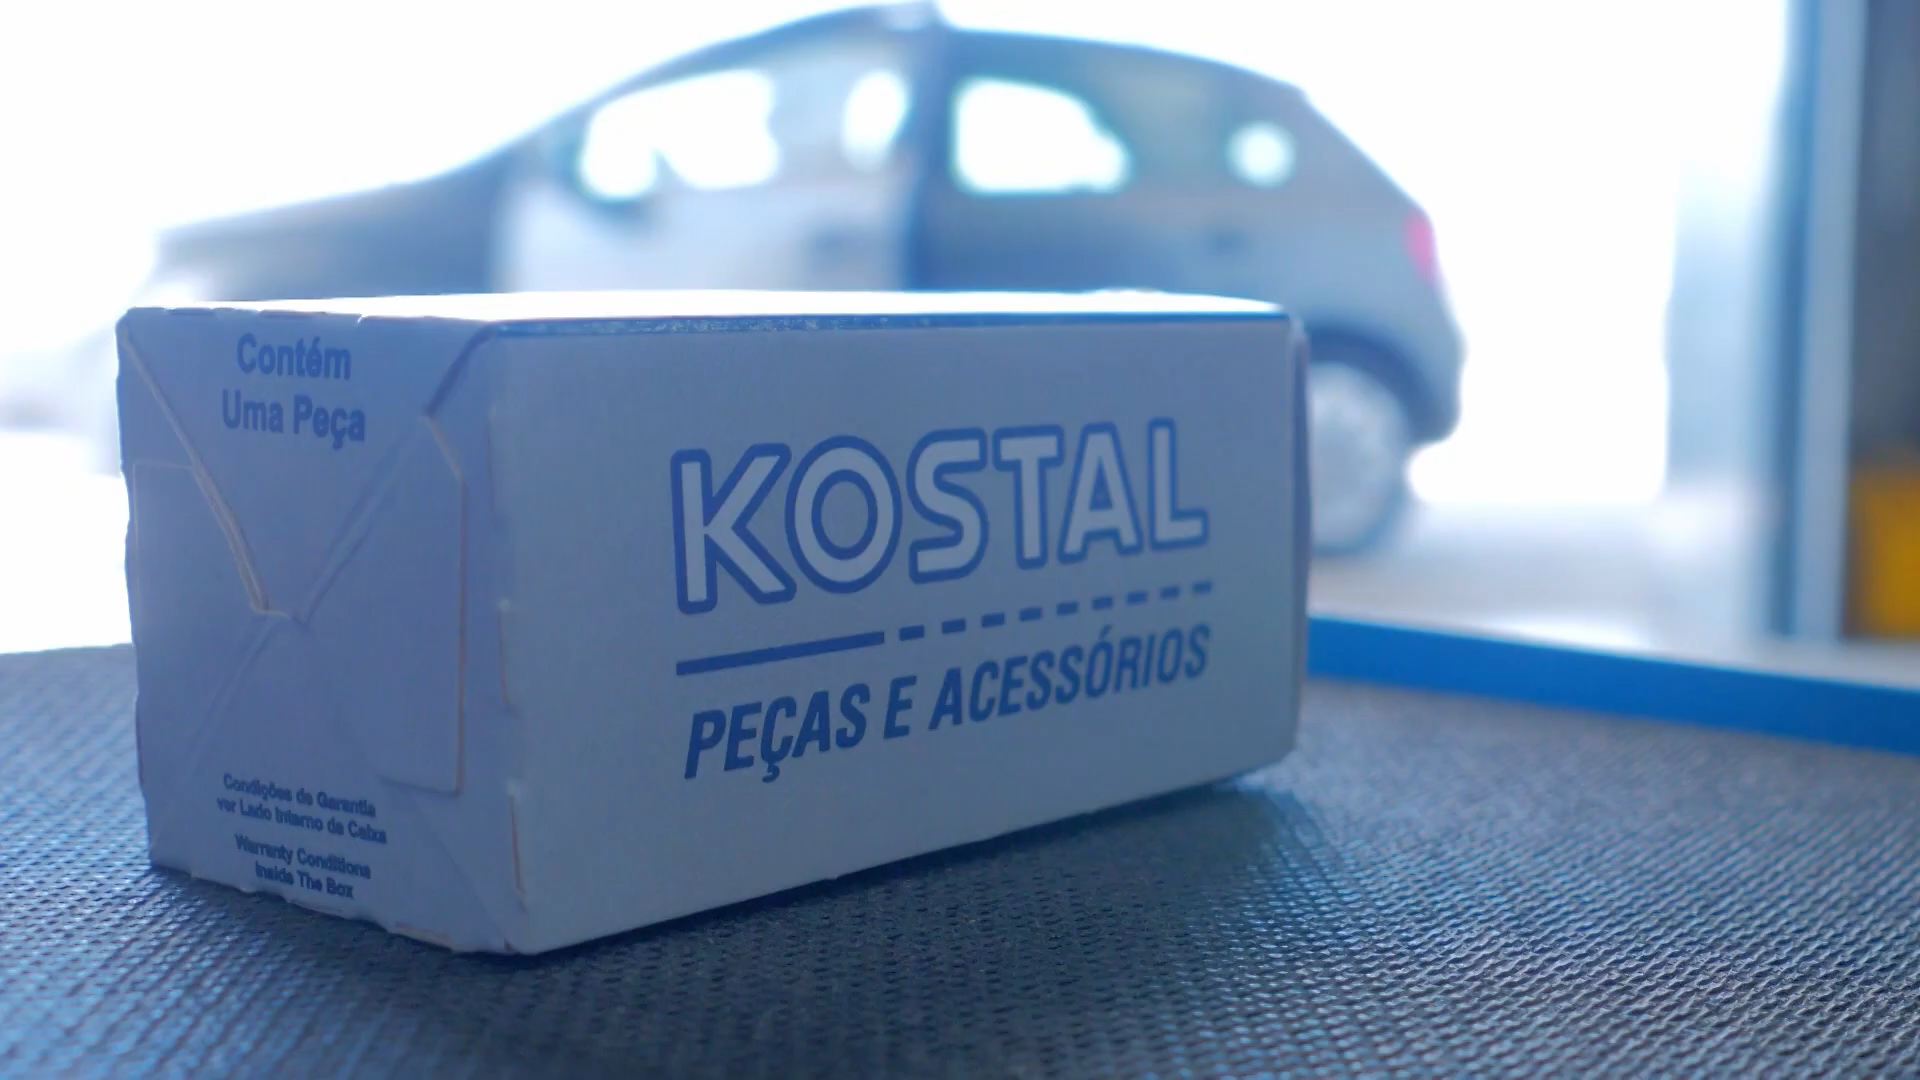 Contém
Uma Peça
KOSTAL
PEÇAS E ACESSÓRIOS
Condições de Garantia
ver Lado Interno da Caixa
Warranty Conditions
Inside The Box